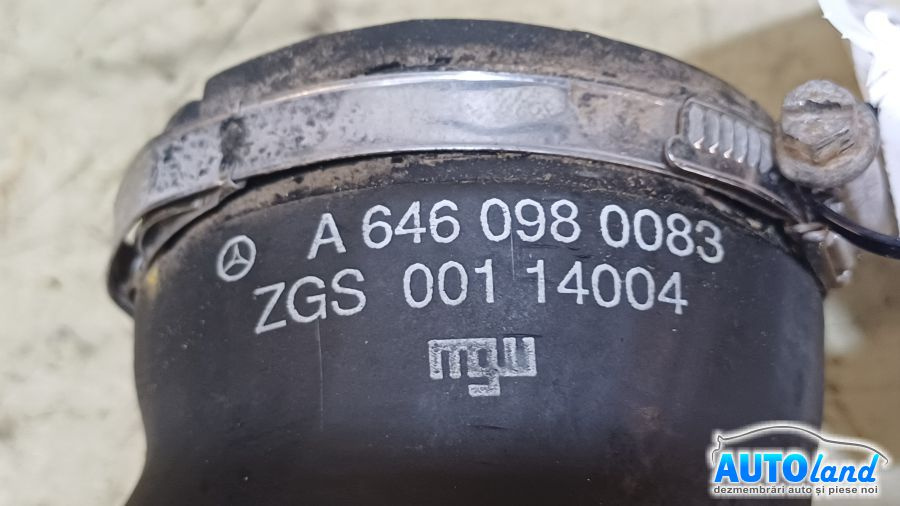 A 646 098 0083
ZGS 001 14004
mgw
AUTOland
dezmembrări auto și piese noi